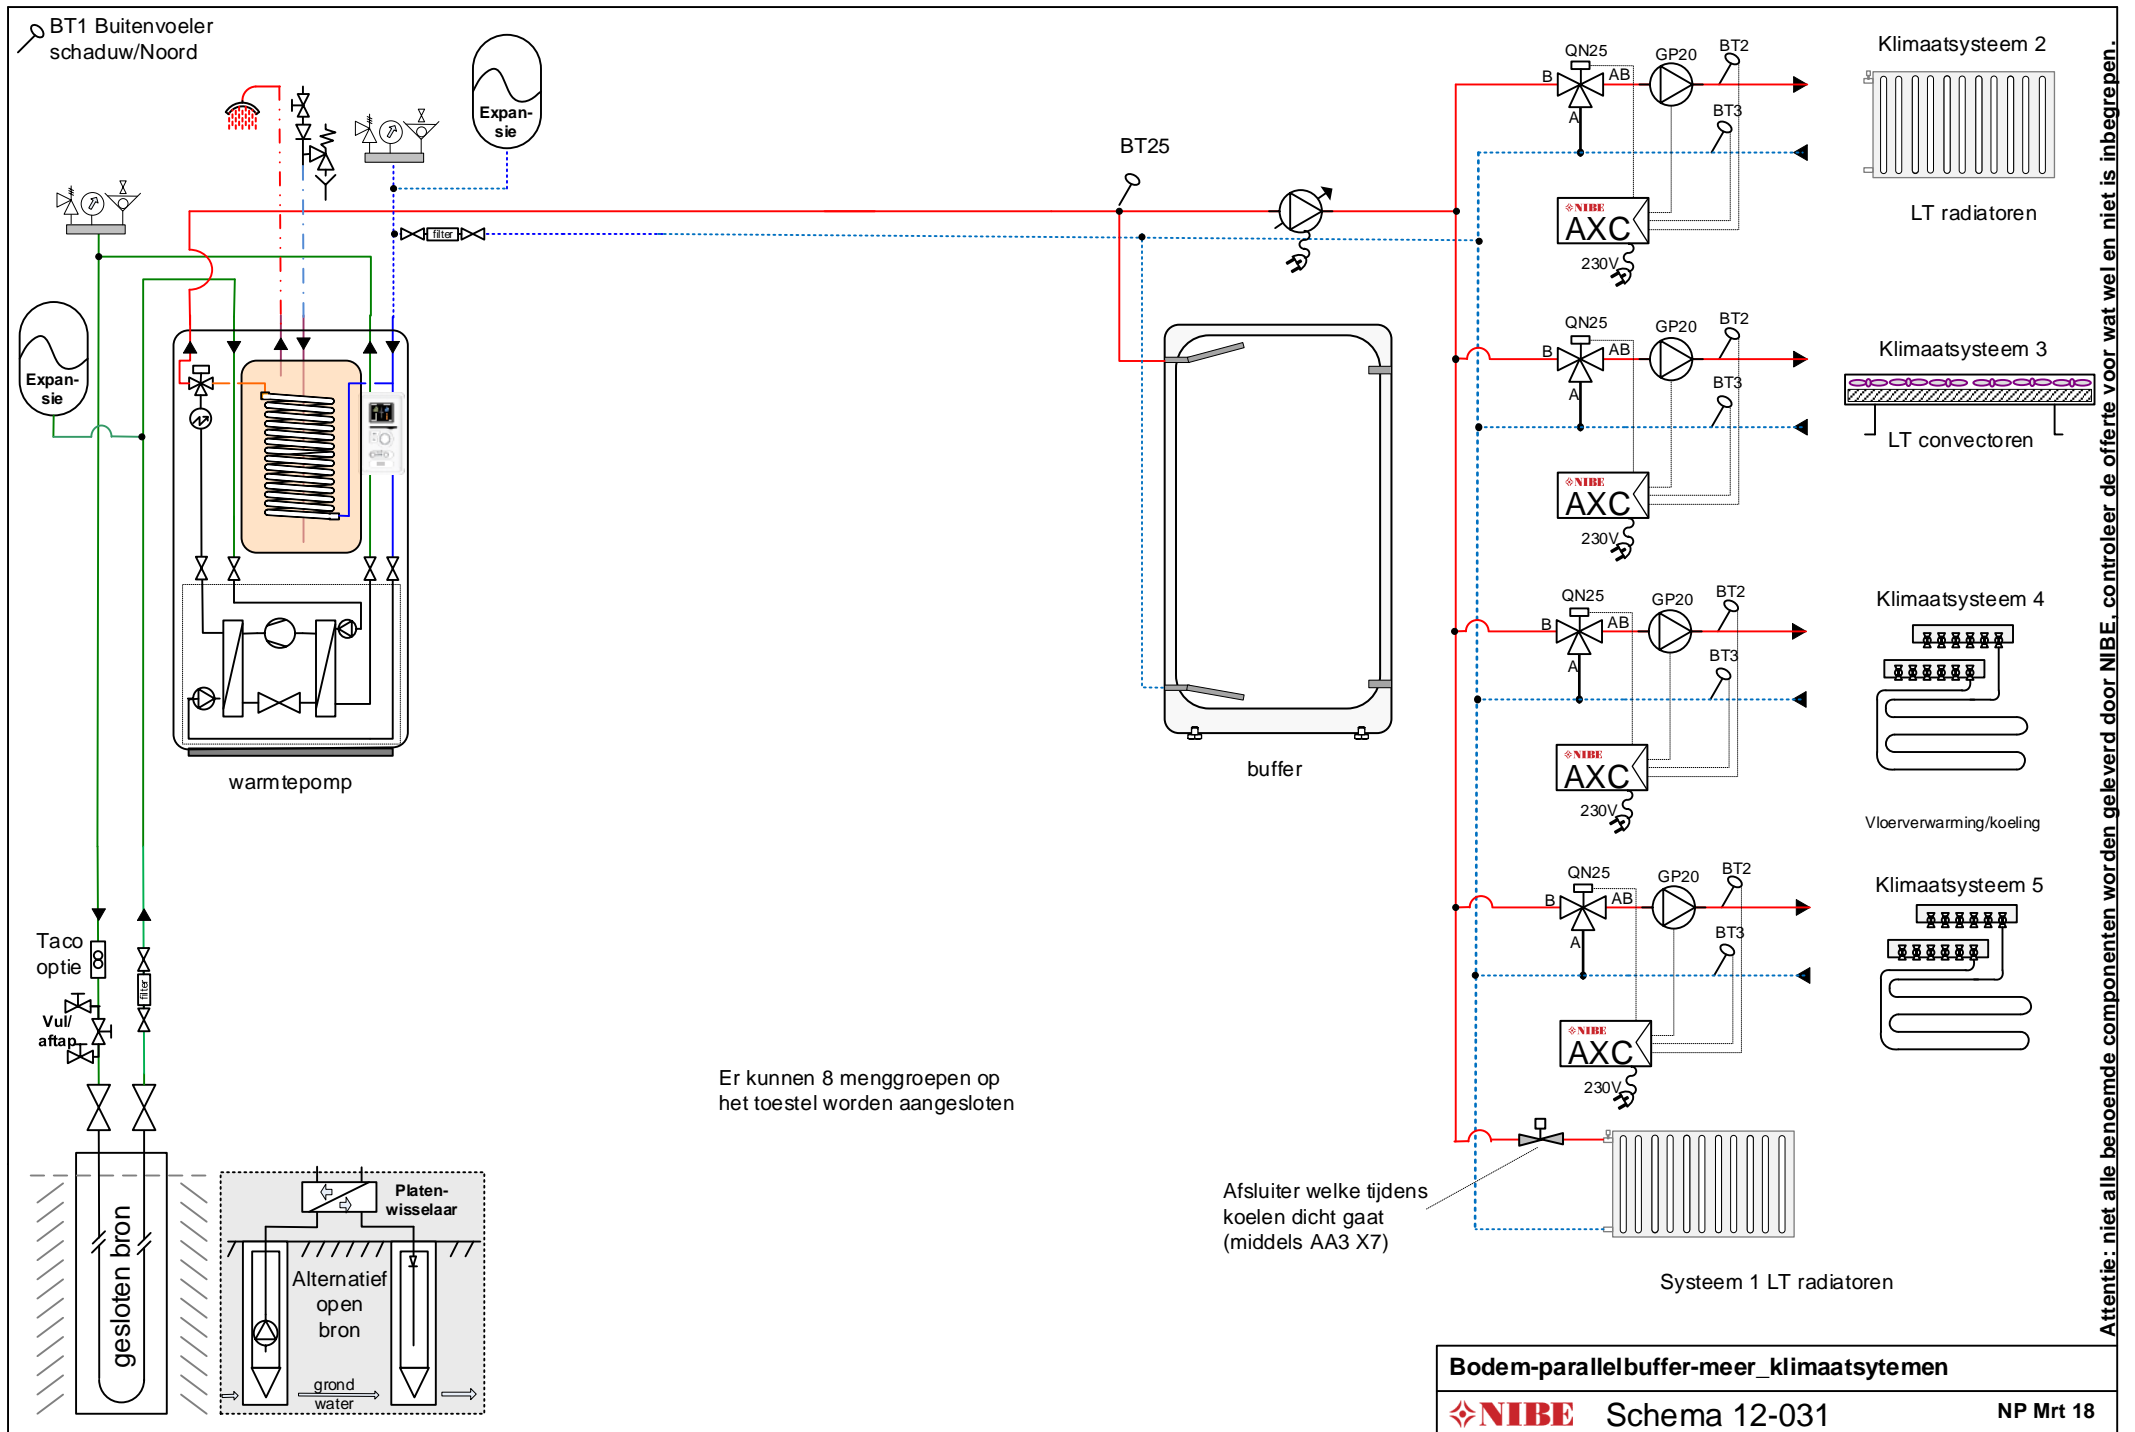 BT1 Buitenvoeler
schaduw/Noord
Expan-
sie
filter
Expan-
sie
warmtepomp
Taco
optie
filter
Vul/
aftap
gesloten bron
Platen-
wisselaar
Alternatief
open
bron
grond
water
Er kunnen 8 menggroepen op
het toestel worden aangesloten
BT25
buffer
QN25
GP20
BT2
B
AB
A
BT3
NIBE
AXC
230V
Klimaatsysteem 2
LT radiatoren
QN25
GP20
BT2
B
AB
A
BT3
NIBE
AXC
230V
Klimaatsysteem 3
LT convectoren
QN25
GP20
BT2
B
AB
A
BT3
NIBE
AXC
230V
Klimaatsysteem 4
Vloerverwarming/koeling
QN25
GP20
BT2
B
AB
A
BT3
NIBE
AXC
230V
Klimaatsysteem 5
Afsluiter welke tijdens
koelen dicht gaat
(middels AA3 X7)
Systeem 1 LT radiatoren
Attentie: niet alle benoemde componenten worden geleverd door NIBE, controleer de offerte voor wat wel en niet is inbegrepen.
Bodem-parallelbuffer-meer_klimaatsytemen
NIBE Schema 12-031 NP Mrt 18